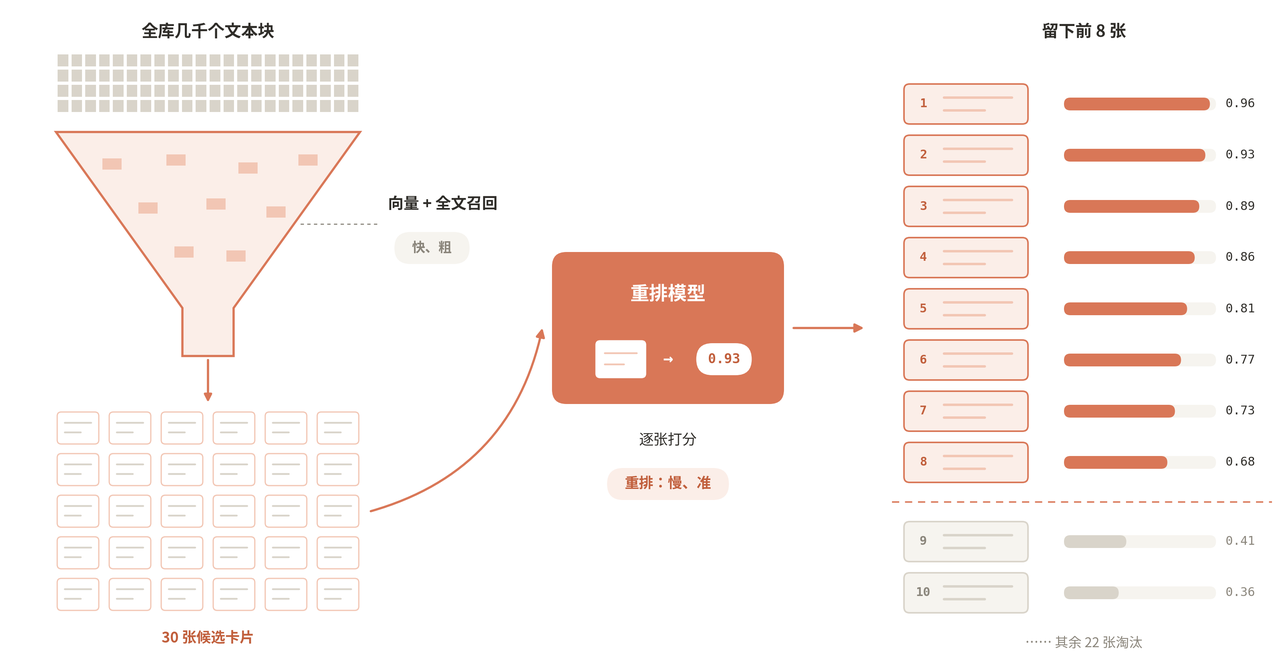 全库几千个文本块
向量 + 全文召回
快、粗
30 张候选卡片
重排模型
→ 0.93
逐张打分
重排：慢、准
留下前 8 张
1 0.96
2 0.93
3 0.89
4 0.86
5 0.81
6 0.77
7 0.73
8 0.68
9 0.41
10 0.36
⋯⋯ 其余 22 张淘汰